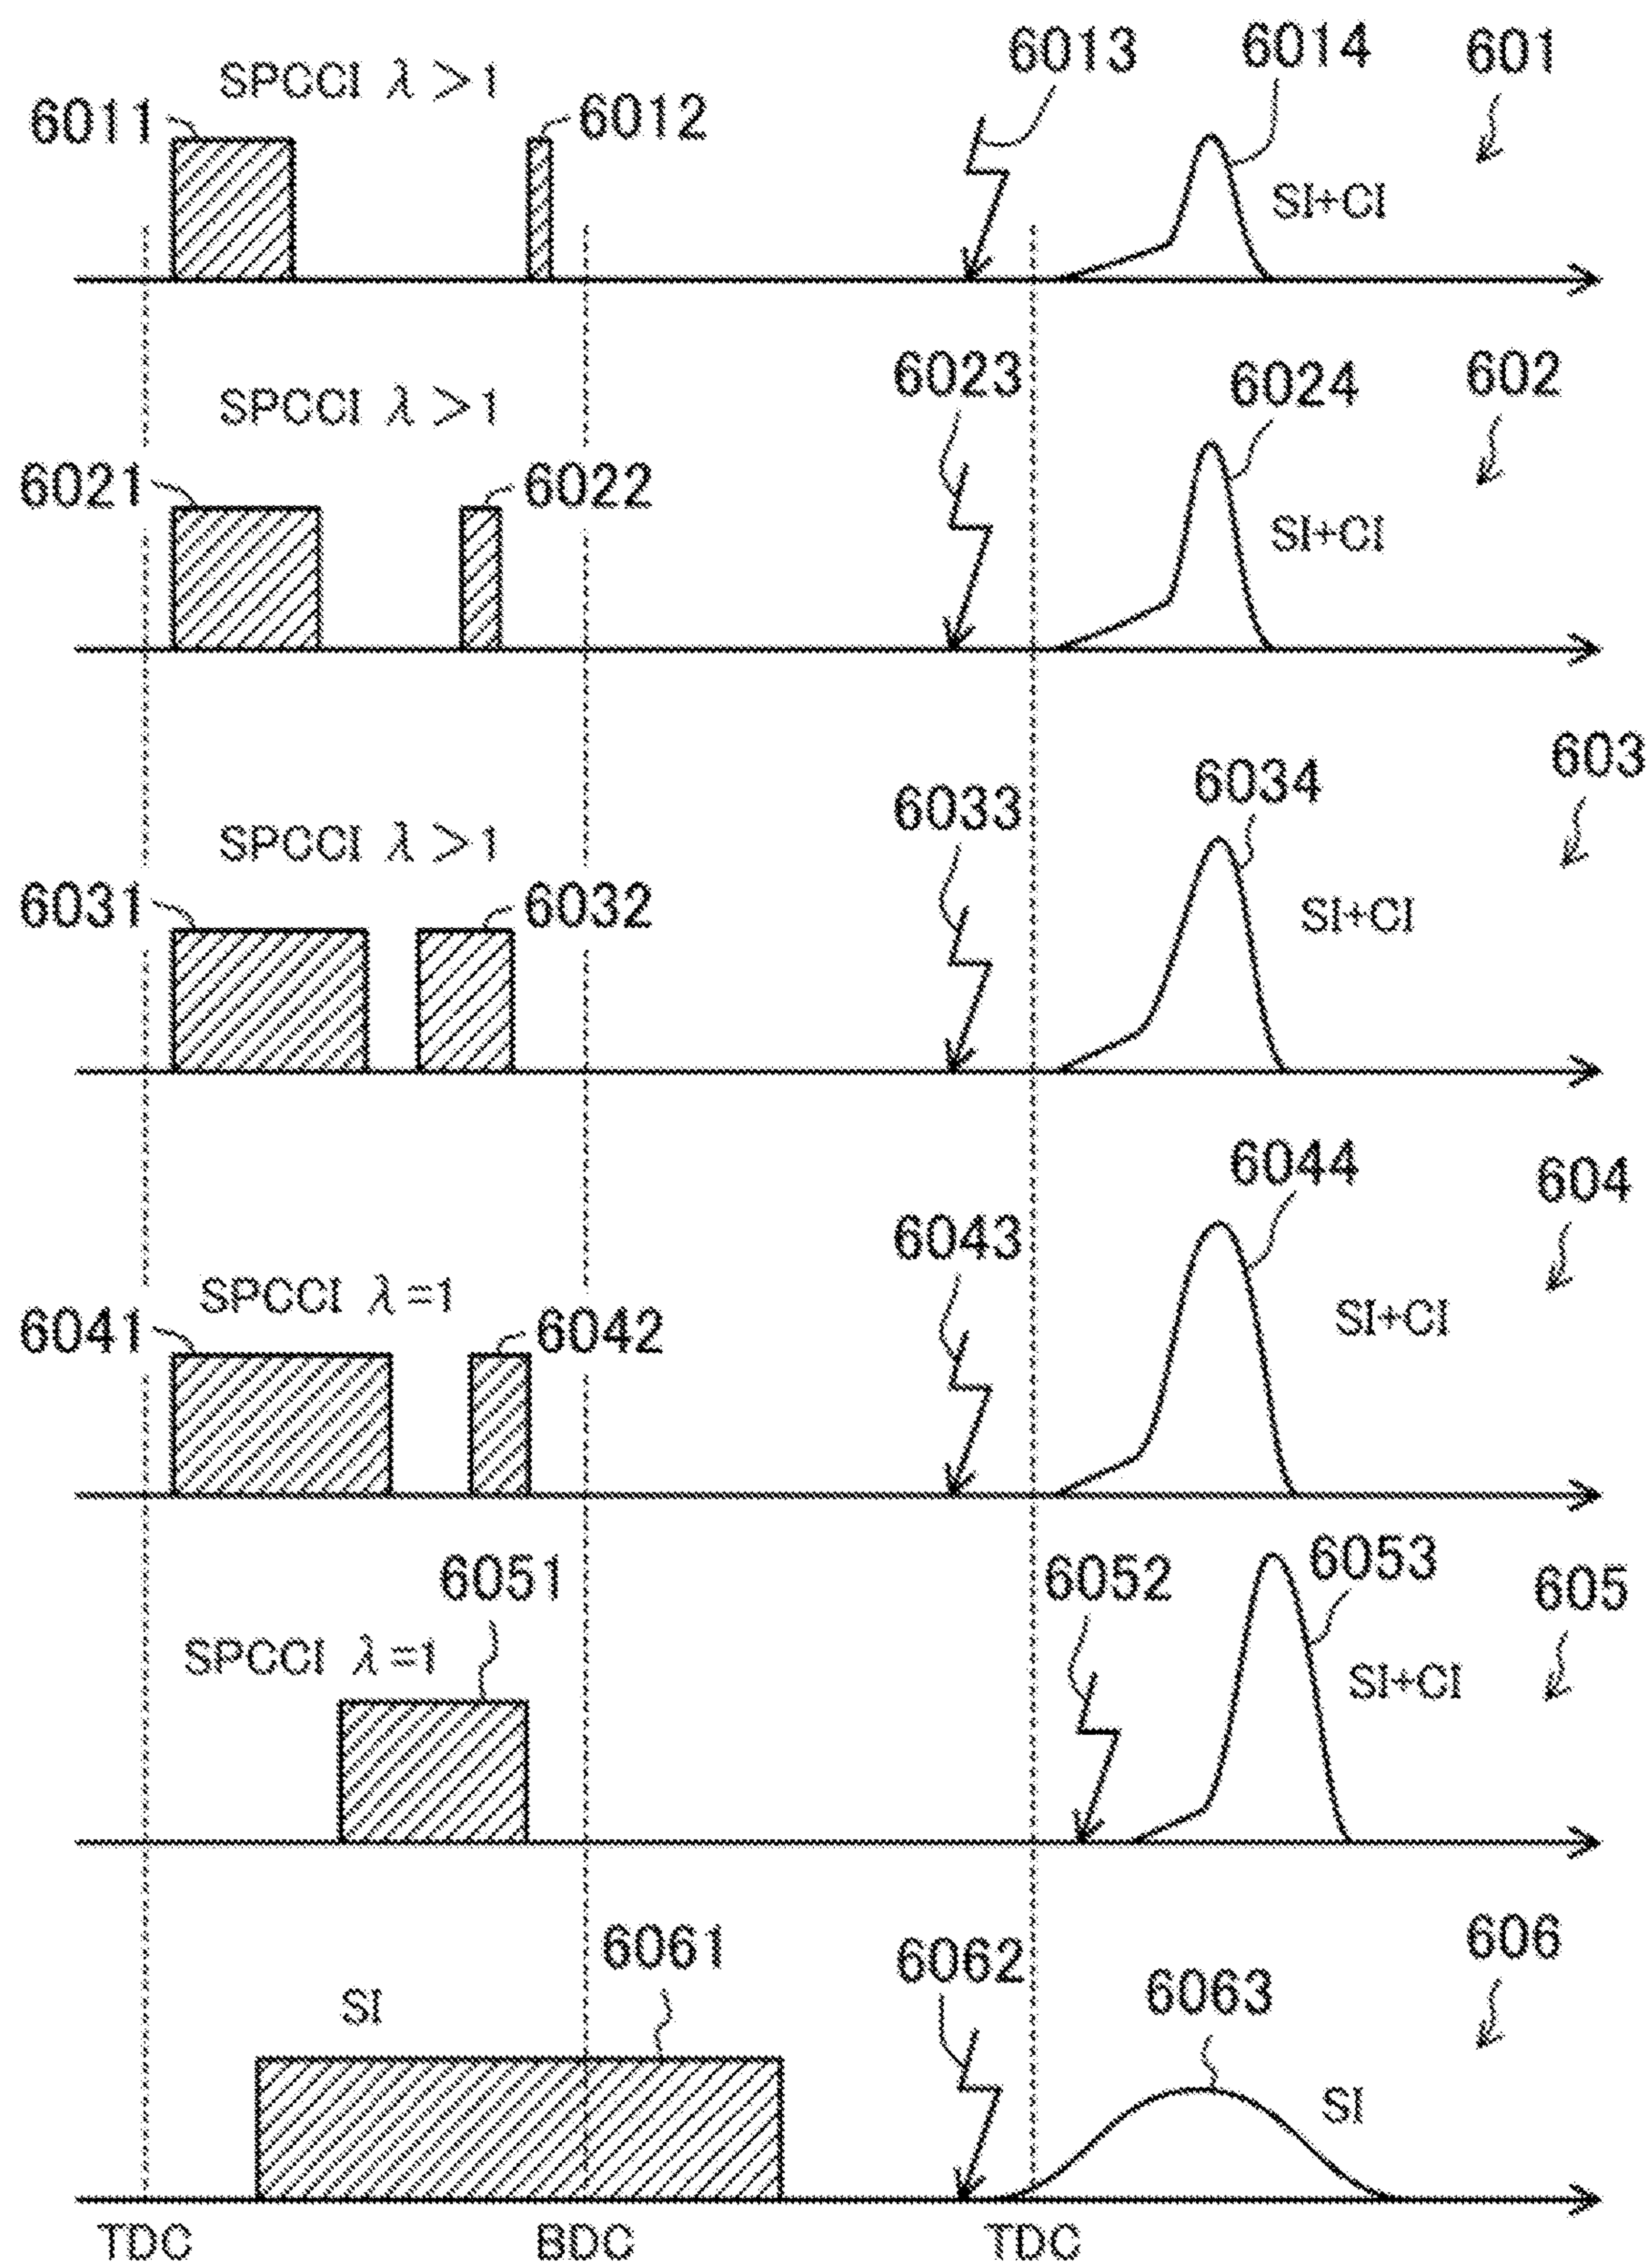 SPCCI λ>1
6011
6012
6013
6014
601
SI+CI
SPCCI λ>1
6021
6022
6023
6024
602
SI+CI
SPCCI λ>1
6031
6032
6033
6034
603
SI+CI
SPCCI λ=1
6041
6042
6043
6044
604
SI+CI
SPCCI λ=1
6051
6052
6053
605
SI+CI
SI
6061
6062
6063
606
SI
TDC
BDC
TDC